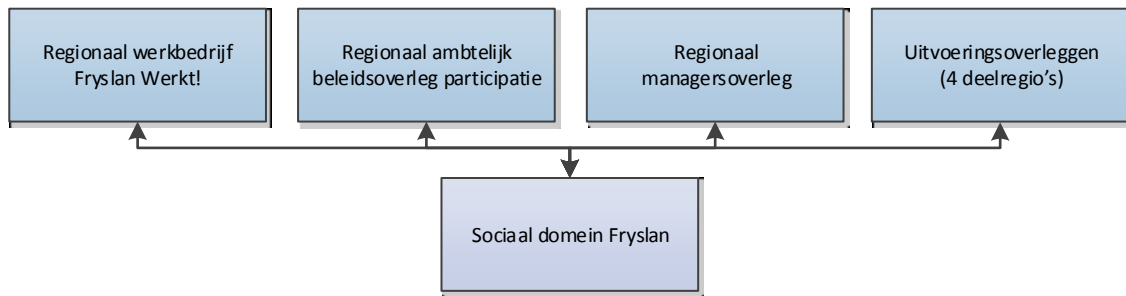 Regionaal werkbedrijf
Fryslan Werkt!
Regionaal ambtelijk
beleidsoverleg participatie
Regionaal
managersoverleg
Uitvoeringsoverleggen
(4 deelregio's)
Sociaal domein Fryslan